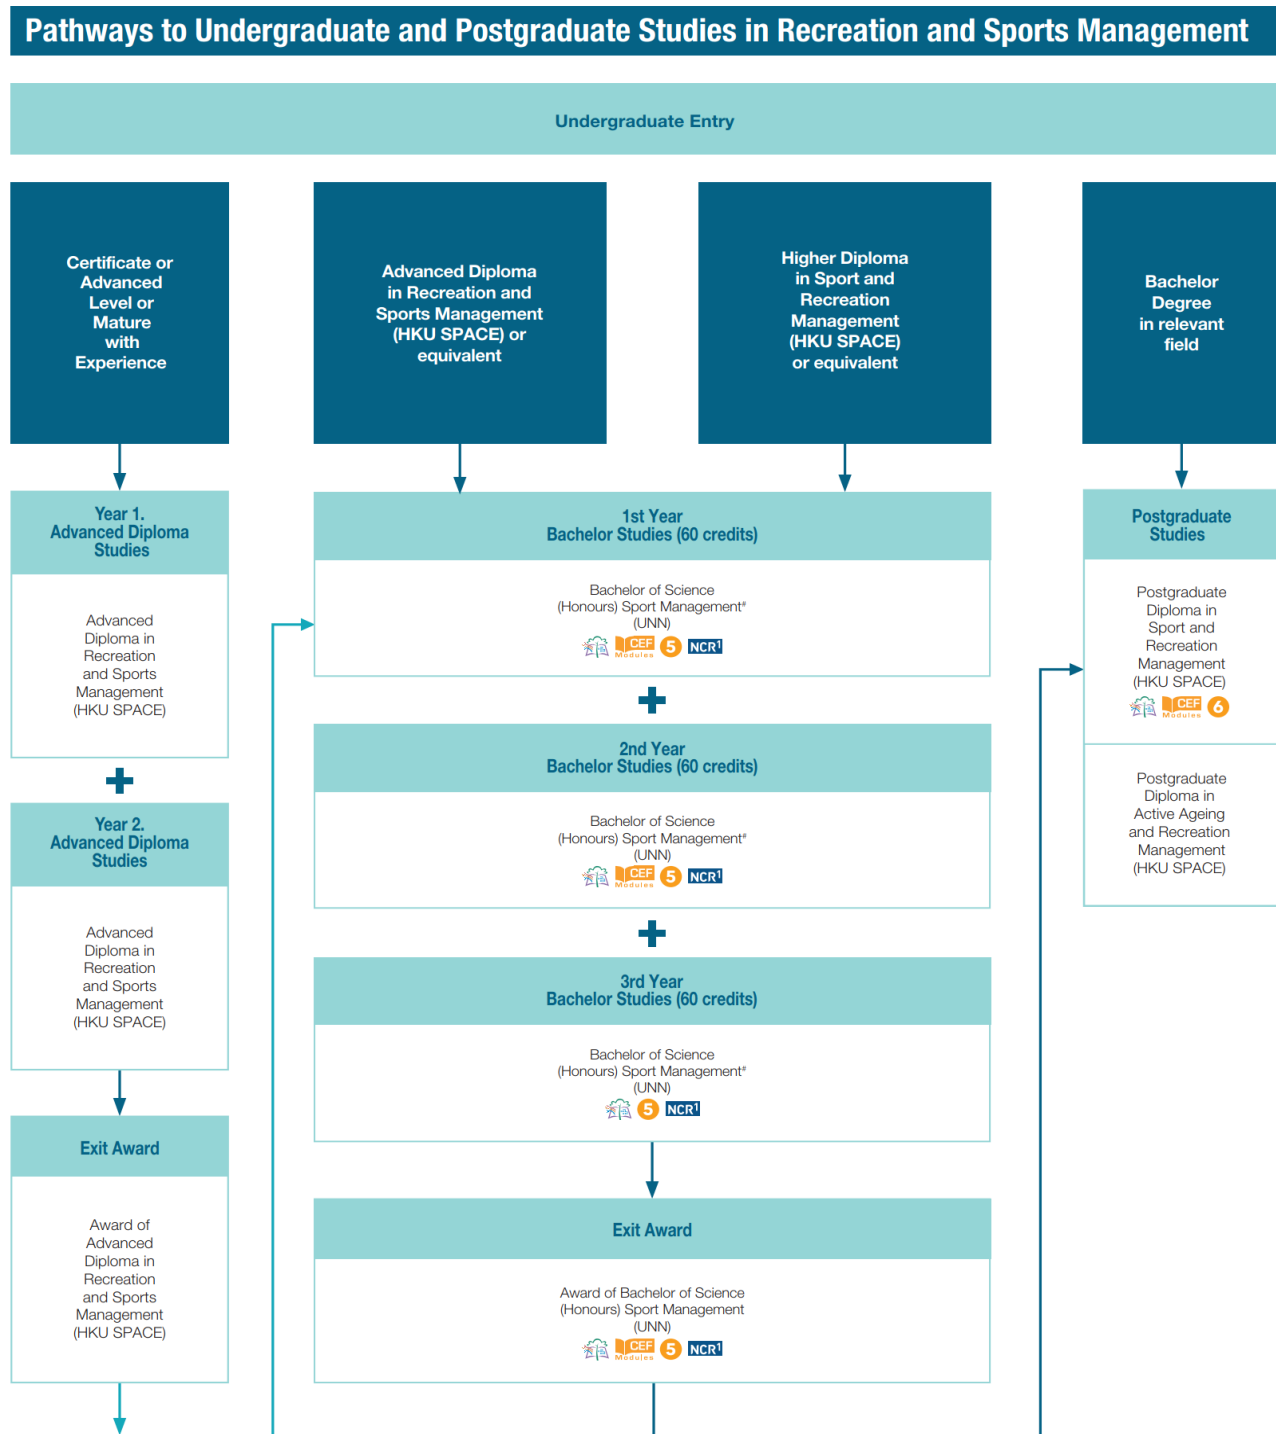 Pathways to Undergraduate and Postgraduate Studies in Recreation and Sports Management
Undergraduate Entry
Certificate or
Advanced
Level or
Mature
with
Experience
Advanced Diploma
in Recreation and
Sports Management
(HKU SPACE) or
equivalent
Higher Diploma
in Sport and
Recreation
Management
(HKU SPACE)
or equivalent
Bachelor
Degree
in relevant
field
Year 1.
Advanced Diploma
Studies
Advanced
Diploma in
Recreation
and Sports
Management
(HKU SPACE)
Year 2.
Advanced Diploma
Studies
Advanced
Diploma in
Recreation
and Sports
Management
(HKU SPACE)
Exit Award
Award of
Advanced
Diploma in
Recreation
and Sports
Management
(HKU SPACE)
1st Year
Bachelor Studies (60 credits)
Bachelor of Science
(Honours) Sport Management#
(UNN)
CEF Modules 5 NCR1
2nd Year
Bachelor Studies (60 credits)
Bachelor of Science
(Honours) Sport Management#
(UNN)
CEF Modules 5 NCR1
3rd Year
Bachelor Studies (60 credits)
Bachelor of Science
(Honours) Sport Management#
(UNN)
5 NCR1
Exit Award
Award of Bachelor of Science
(Honours) Sport Management
(UNN)
CEF Modules 5 NCR1
Postgraduate
Studies
Postgraduate
Diploma in
Sport and
Recreation
Management
(HKU SPACE)
CEF Modules 6
Postgraduate
Diploma in
Active Ageing
and Recreation
Management
(HKU SPACE)